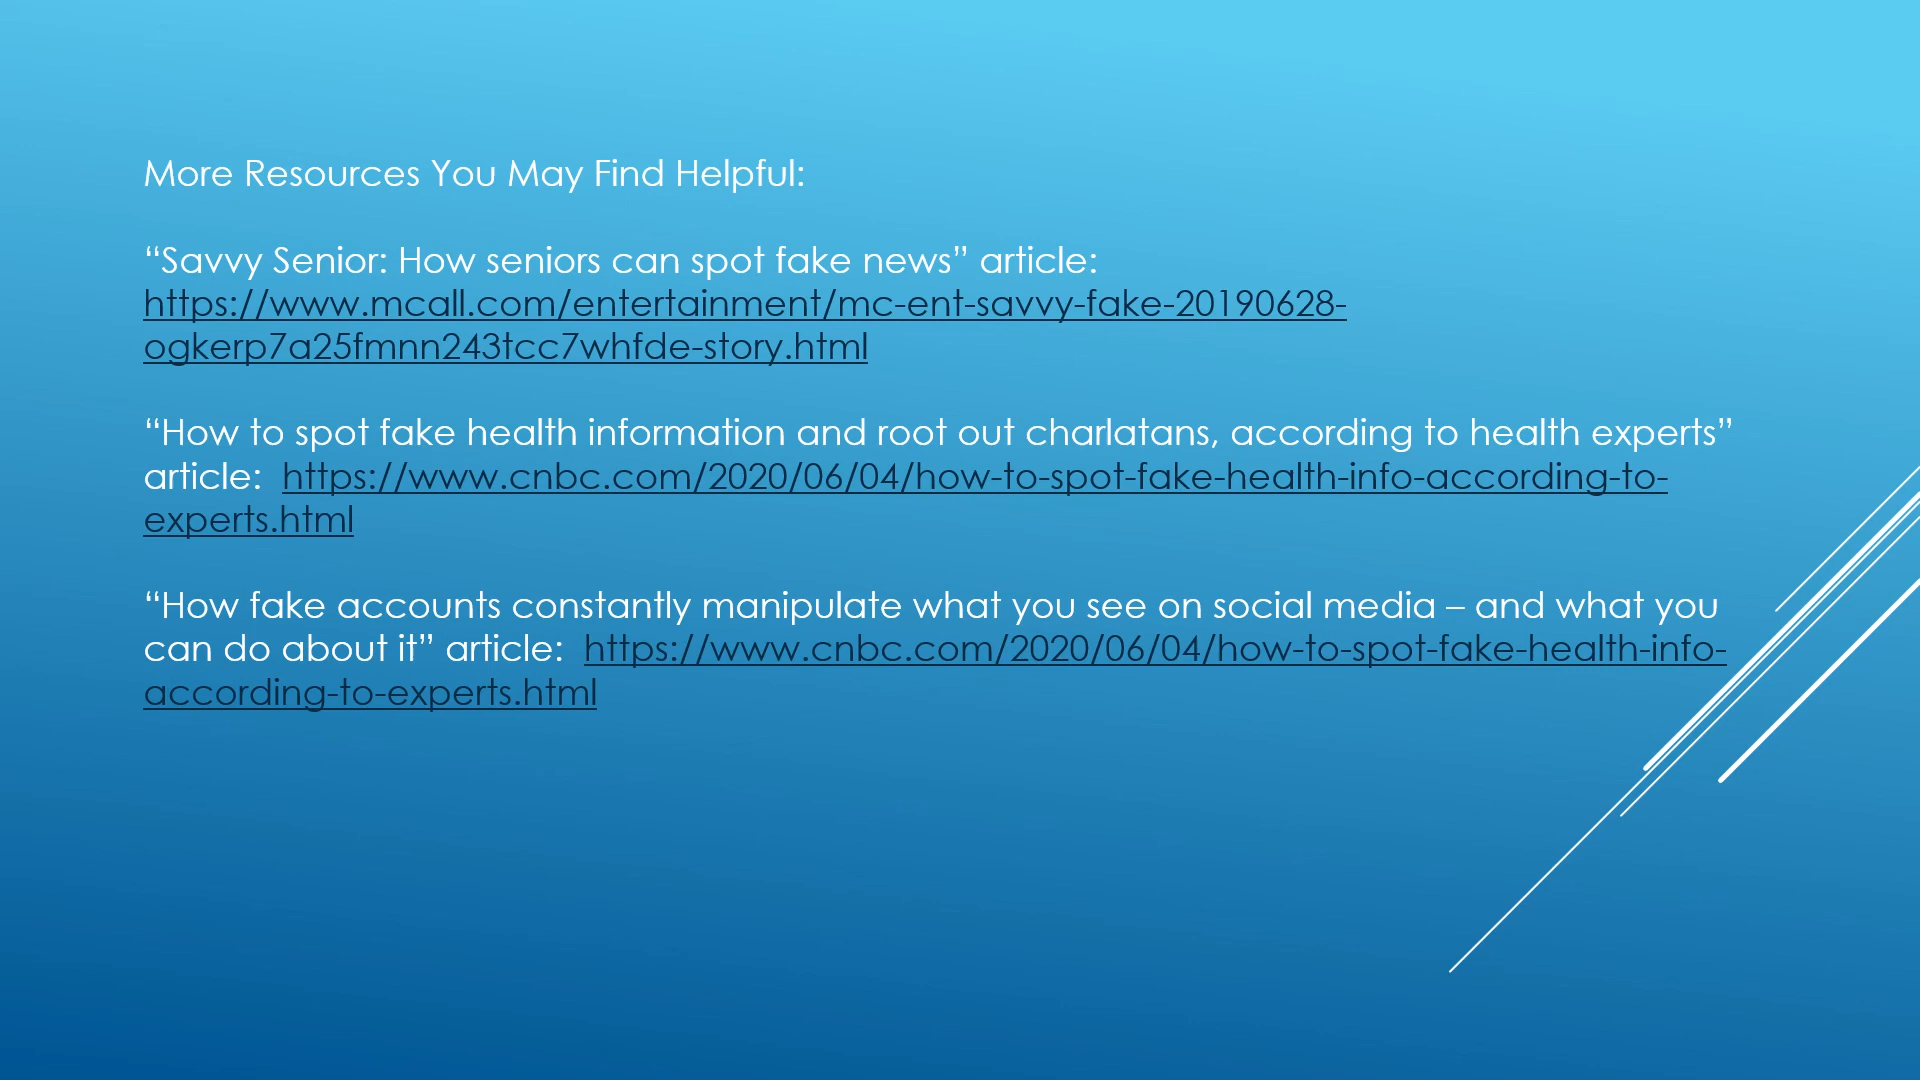 More Resources You May Find Helpful:
“Savvy Senior: How seniors can spot fake news” article:
https://www.mcall.com/entertainment/mc-ent-savvy-fake-20190628-
ogkerp7a25fmnn243tcc7whfde-story.html
“How to spot fake health information and root out charlatans, according to health experts”
article:  https://www.cnbc.com/2020/06/04/how-to-spot-fake-health-info-according-to-
experts.html
“How fake accounts constantly manipulate what you see on social media – and what you
can do about it” article:  https://www.cnbc.com/2020/06/04/how-to-spot-fake-health-info-
according-to-experts.html